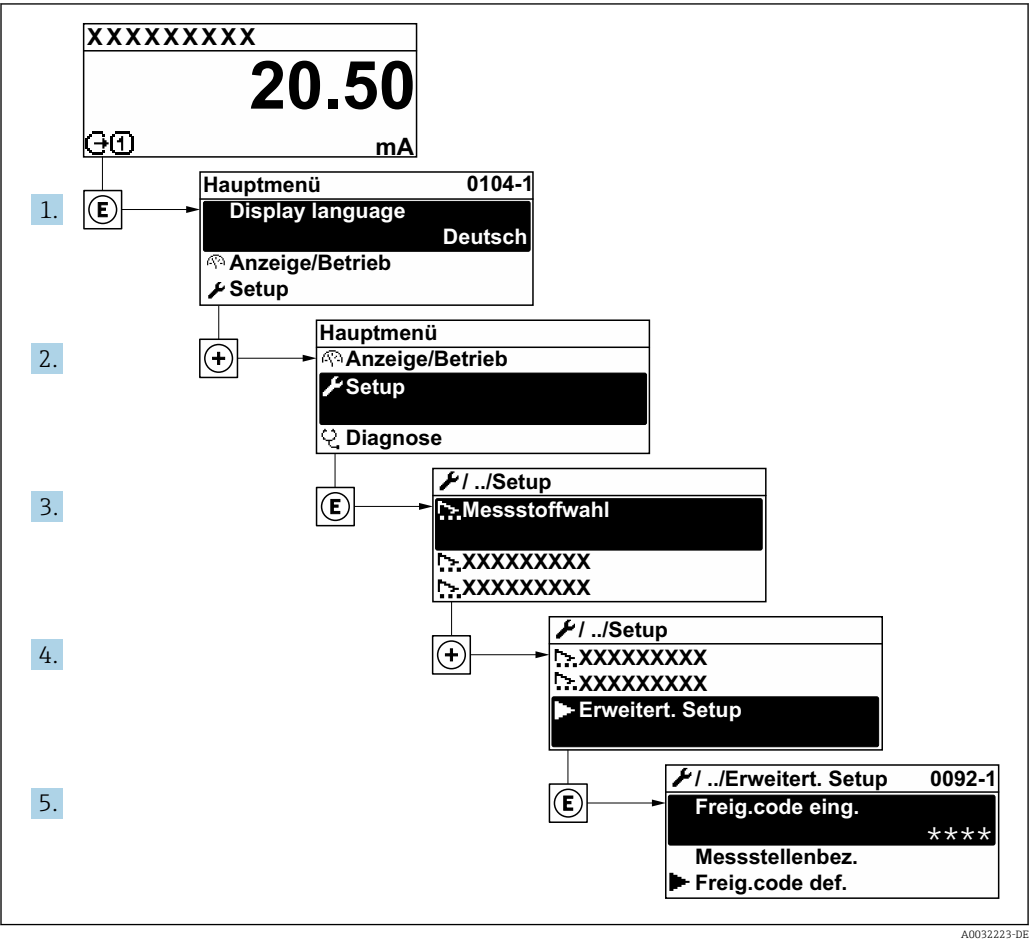 XXXXXXXXX
20.50
1
mA
1.
E
Hauptmenü 0104-1
Display language
Deutsch
Anzeige/Betrieb
Setup
2.
+
Hauptmenü
Anzeige/Betrieb
Setup
Diagnose
3.
E
/ ../Setup
Messstoffwahl
XXXXXXXXX
XXXXXXXXX
4.
+
/ ../Setup
XXXXXXXXX
XXXXXXXXX
Erweitert. Setup
5.
E
/ ../Erweitert. Setup 0092-1
Freig.code eing.
****
Messstellenbez.
Freig.code def.
A0032223-DE